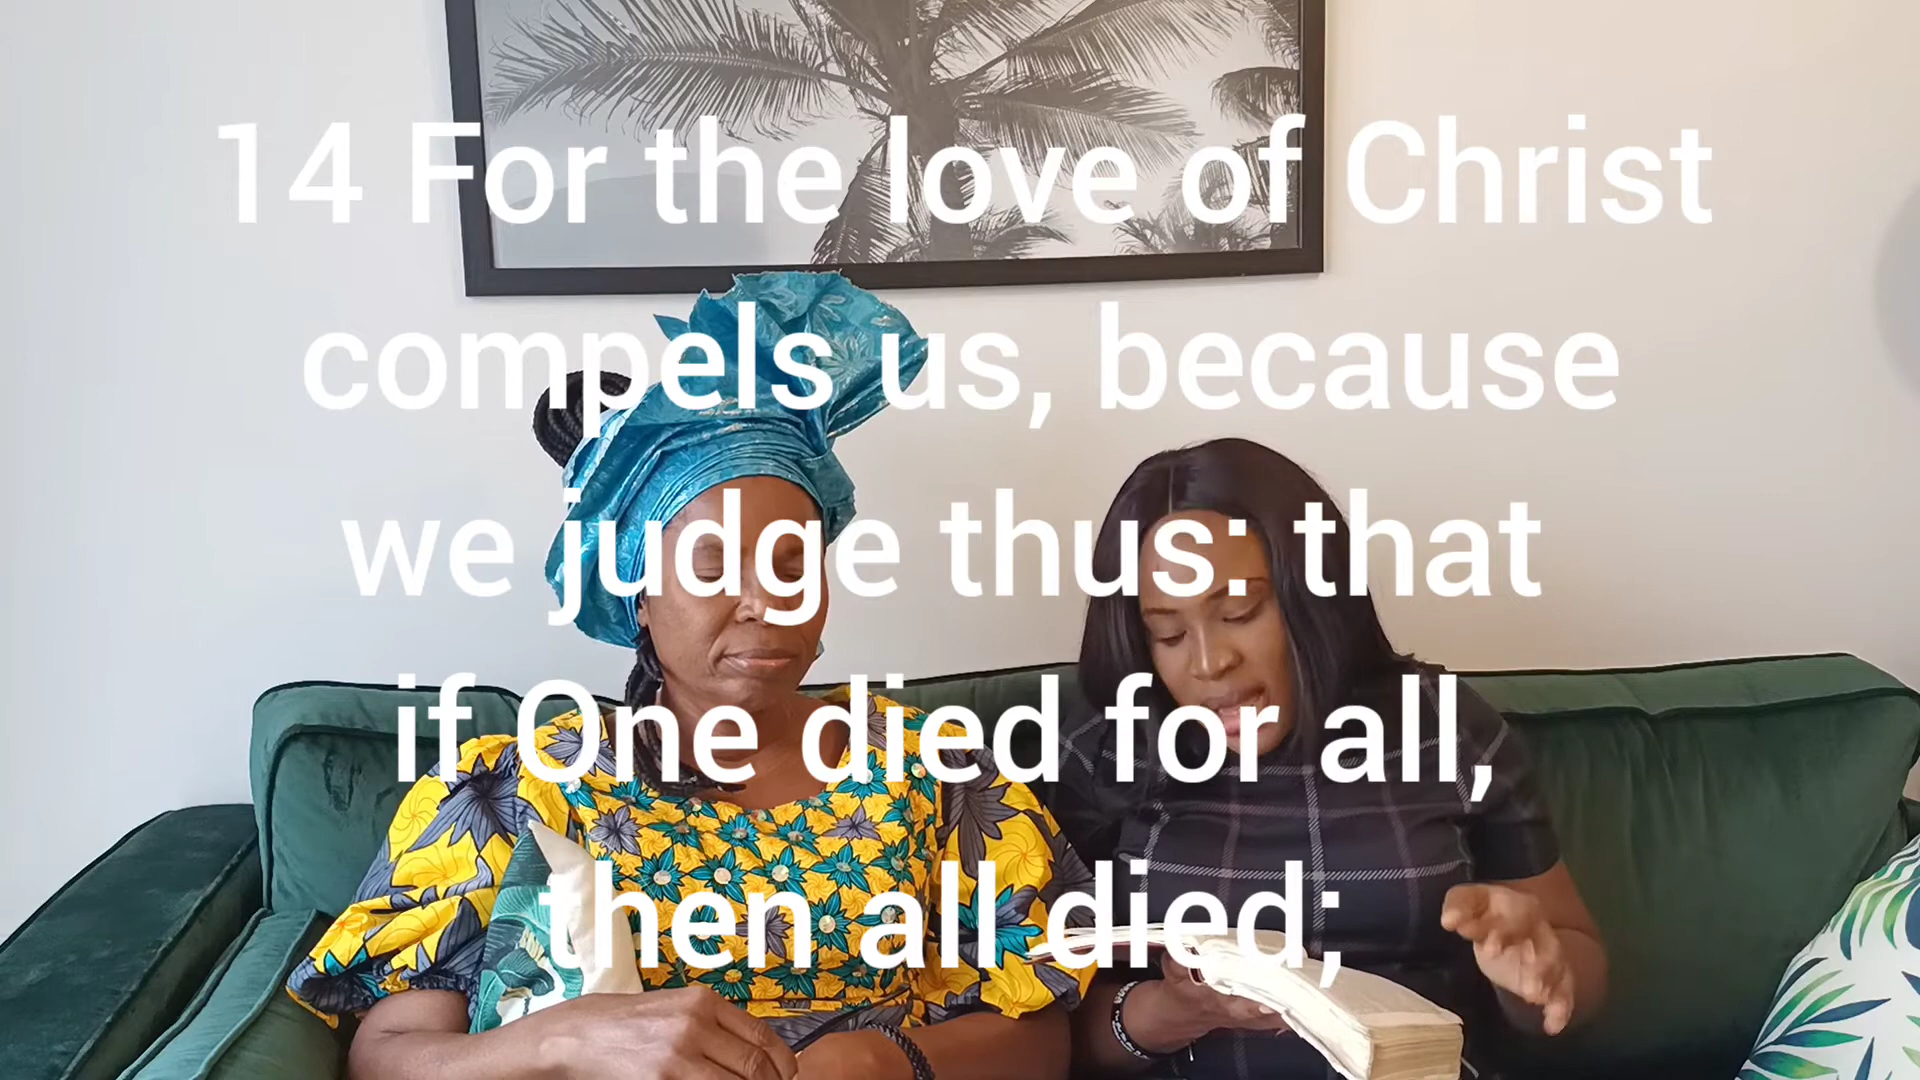 14 For the love of Christ
compels us, because
we judge thus: that
if One died for all,
then all died;